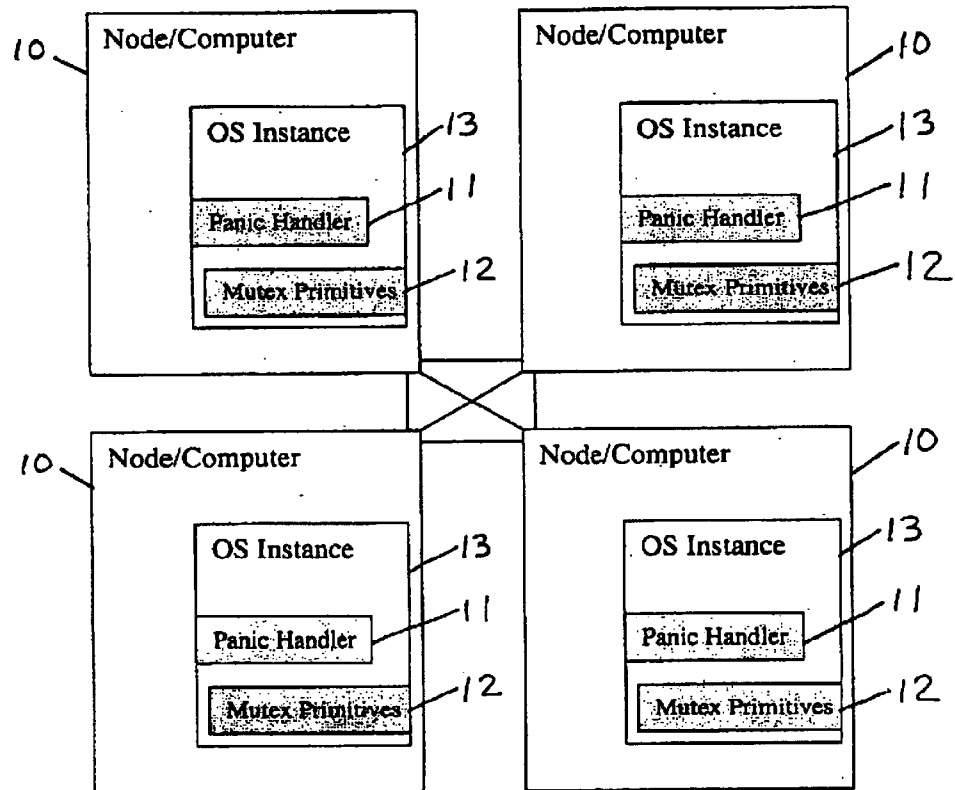 Node/Computer
10
OS Instance
13
11
Panic Handler
12
Mutex Primitives
Node/Computer
10
OS Instance
13
11
Panic Handler
12
Mutex Primitives
Node/Computer
10
OS Instance
13
11
Panic Handler
12
Mutex Primitives
Node/Computer
10
OS Instance
13
11
Panic Handler
12
Mutex Primitives